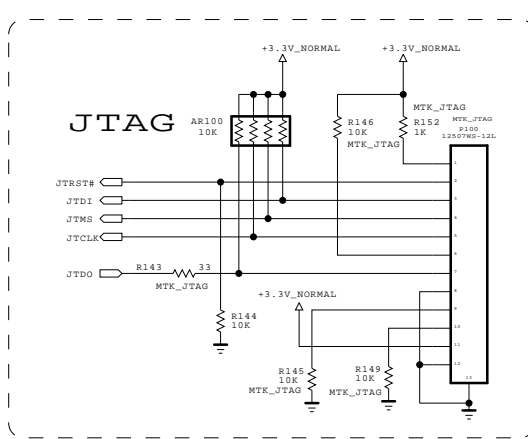 +3.3V_NORMAL
+3.3V_NORMAL
JTAG
AR100
10K
R146
10K
MTK_JTAG
MTK_JTAG
R152
1K
MTK_JTAG
P100
12507WS-12L
1
2
3
4
5
6
7
8
9
10
11
12
13
JTRST#
JTDI
JTMS
JTCLK
JTDO
R143
33
MTK_JTAG
+3.3V_NORMAL
R144
10K
R145
10K
MTK_JTAG
R149
10K
MTK_JTAG